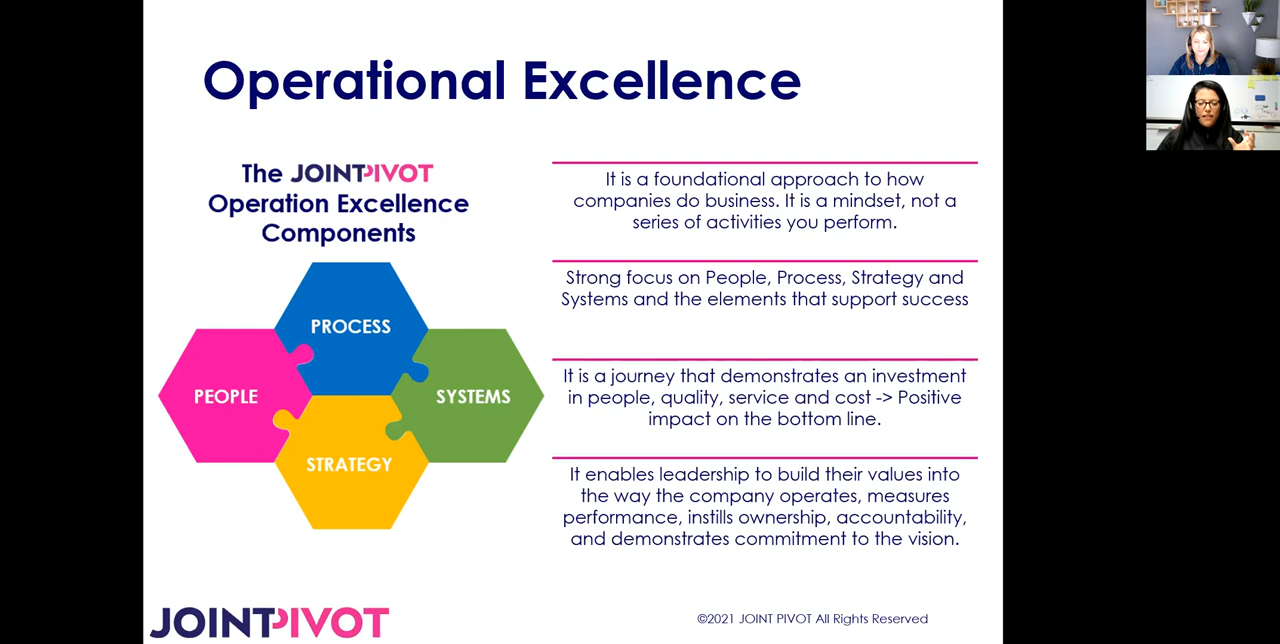 Operational Excellence
The JOINTPIVOT
Operation Excellence
Components
PROCESS
PEOPLE
SYSTEMS
STRATEGY
It is a foundational approach to how
companies do business. It is a mindset, not a
series of activities you perform.
Strong focus on People, Process, Strategy and
Systems and the elements that support success
It is a journey that demonstrates an investment
in people, quality, service and cost -> Positive
impact on the bottom line.
It enables leadership to build their values into
the way the company operates, measures
performance, instills ownership, accountability,
and demonstrates commitment to the vision.
JOINTPIVOT
©2021 JOINT PIVOT All Rights Reserved